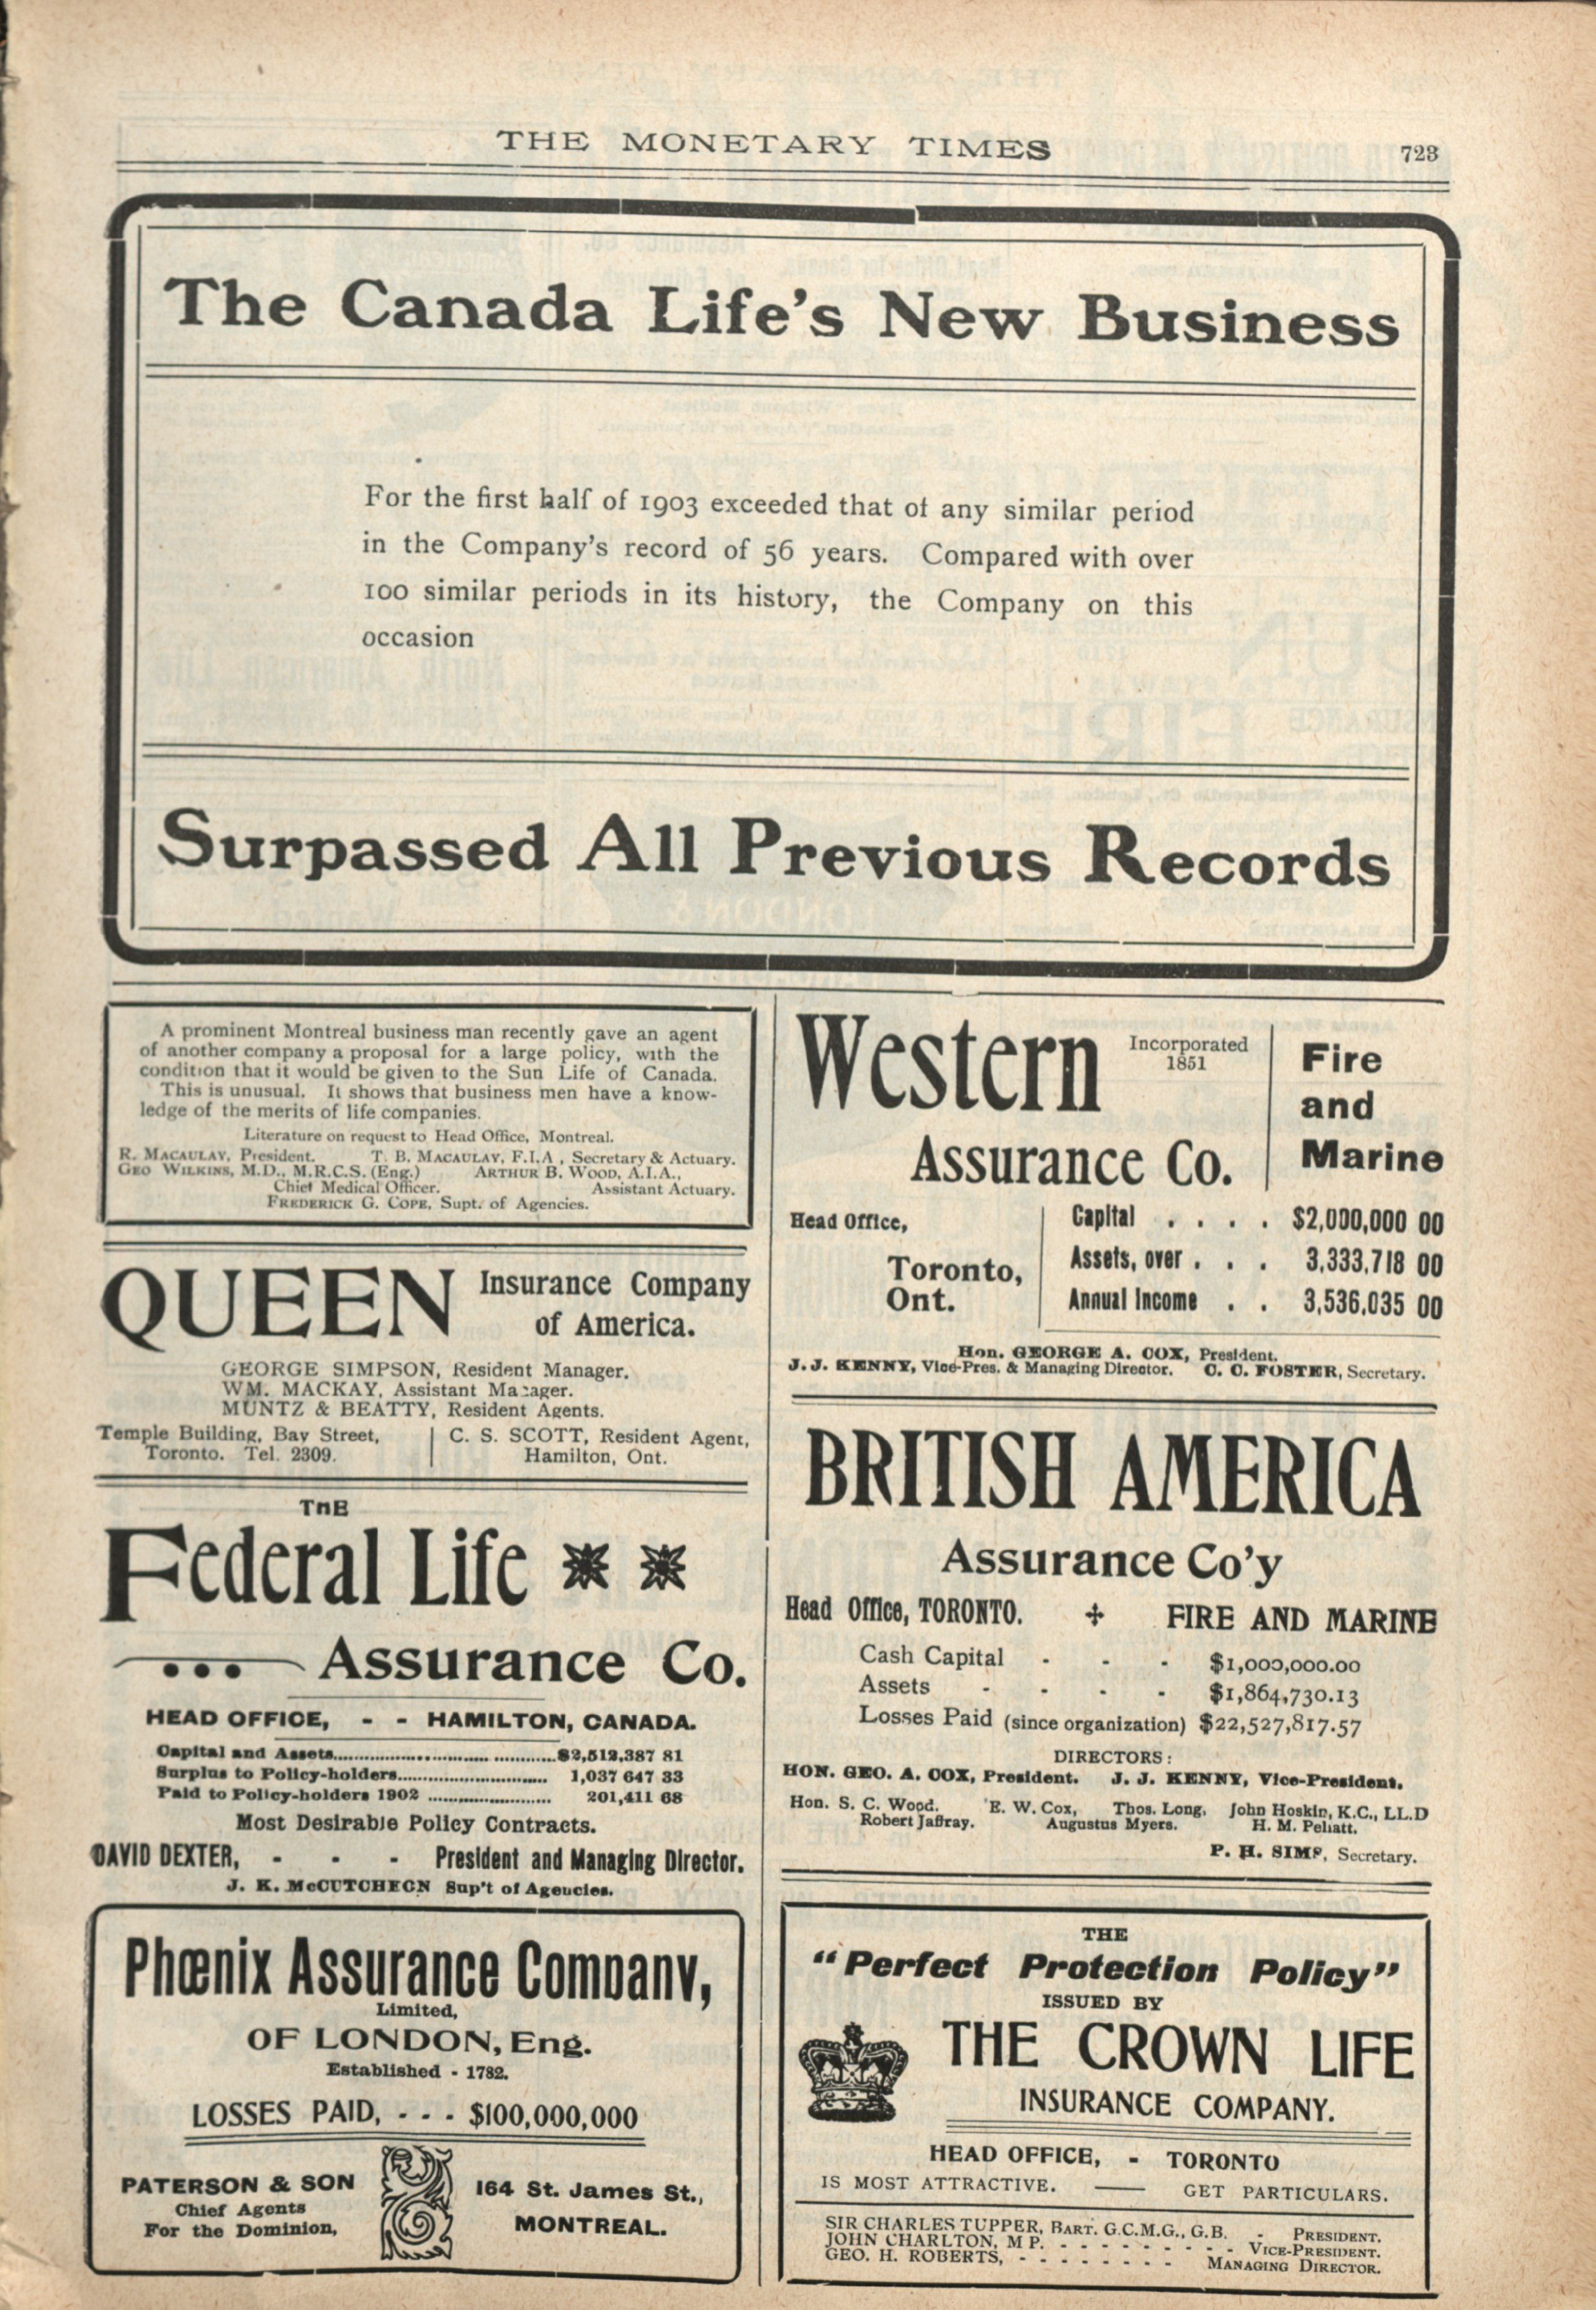 THE MONETARY TIMES
723
The Canada Life's New Business
For the first half of 1903 exceeded that of any similar period
in the Company's record of 56 years. Compared with over
100 similar periods in its history, the Company on this
occasion
Surpassed All Previous Records
A prominent Montreal business man recently gave an agent
of another company a proposal for a large policy, with the
condition that it would be given to the Sun Life of Canada.
This is unusual. It shows that business men have a know-
ledge of the merits of life companies.
Literature on request to Head Office, Montreal.
R. MACAULAY, President. T. B. MACAULAY, F.I.A , Secretary & Actuary.
GEO WILKINS, M.D., M.R.C.S. (Eng.) ARTHUR B. WOOD, A.I.A.,
Chief Medical Officer. Assistant Actuary.
FREDERICK G. COPE, Supt. of Agencies.
QUEEN Insurance Company
of America.
GEORGE SIMPSON, Resident Manager.
WM. MACKAY, Assistant Manager.
MUNTZ & BEATTY, Resident Agents.
Temple Building, Bay Street,
Toronto. Tel. 2309.
C. S. SCOTT, Resident Agent,
Hamilton, Ont.
THE
Federal Life
Assurance Co.
HEAD OFFICE, - - HAMILTON, CANADA.
Capital and Assets.......................................$2,512,387 81
Surplus to Policy-holders............................ 1,037 647 33
Paid to Policy-holders 1902 ....................... 201,411 68
Most Desirable Policy Contracts.
DAVID DEXTER, - - - President and Managing Director.
J. K. McCUTCHEON Sup't of Agencies.
Phœnix Assurance Company,
Limited,
OF LONDON, Eng.
Established - 1782.
LOSSES PAID, - - - $100,000,000
PATERSON & SON
Chief Agents
For the Dominion,
164 St. James St.,
MONTREAL.
Western
Incorporated
1851
Fire
and
Marine
Assurance Co.
Head Office,
Toronto,
Ont.
Capital . . . . $2,000,000 00
Assets, over . . . 3,333,718 00
Annual Income . . 3,536,035 00
Hon. GEORGE A. COX, President.
J. J. KENNY, Vice-Pres. & Managing Director. C. C. FOSTER, Secretary.
BRITISH AMERICA
Assurance Co'y
Head Office, TORONTO. ✢ FIRE AND MARINE
Cash Capital - - - $1,000,000.00
Assets - - - - $1,864,730.13
Losses Paid (since organization) $22,527,817.57
DIRECTORS:
HON. GEO. A. COX, President. J. J. KENNY, Vice-President.
Hon. S. C. Wood. E. W. Cox, Thos. Long, John Hoskin, K.C., LL.D
Robert Jaffray. Augustus Myers. H. M. Pellatt.
P. H. SIMS, Secretary.
THE
"Perfect Protection Policy"
ISSUED BY
THE CROWN LIFE
INSURANCE COMPANY.
HEAD OFFICE, - TORONTO
IS MOST ATTRACTIVE. —— GET PARTICULARS.
SIR CHARLES TUPPER, BART. G.C.M.G., G.B. - PRESIDENT.
JOHN CHARLTON, M P. - - - - - - - - - VICE-PRESIDENT.
GEO. H. ROBERTS, - - - - - - - - MANAGING DIRECTOR.